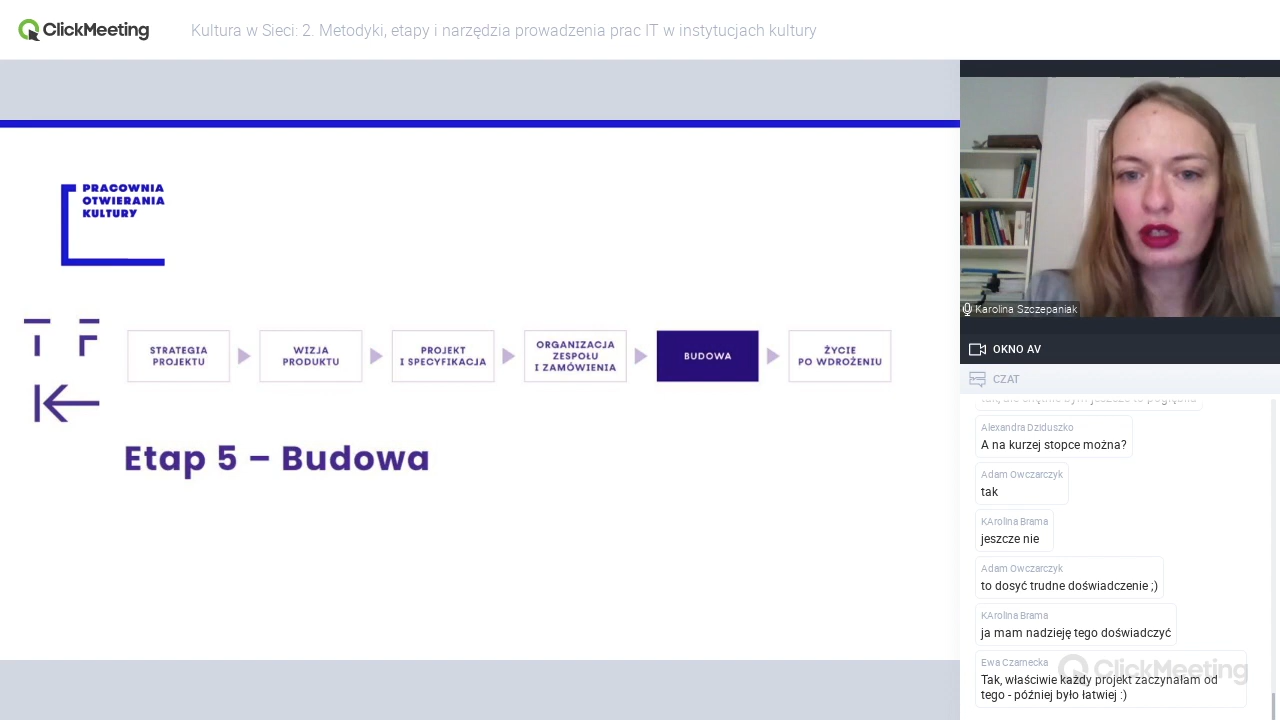 ClickMeeting
Kultura w Sieci: 2. Metodyki, etapy i narzędzia prowadzenia prac IT w instytucjach kultury
PRACOWNIA
OTWIERANIA
KULTURY
STRATEGIA
PROJEKTU
WIZJA
PRODUKTU
PROJEKT
I SPECYFIKACJA
ORGANIZACJA
ZESPOŁU
I ZAMÓWIENIA
BUDOWA
ŻYCIE
PO WDROŻENIU
Etap 5 – Budowa
Karolina Szczepaniak
OKNO AV
CZAT
Alexandra Dziduszko
A na kurzej stopce można?
Adam Owczarczyk
tak
KArolina Brama
jeszcze nie
Adam Owczarczyk
to dosyć trudne doświadczenie ;)
KArolina Brama
ja mam nadzieję tego doświadczyć
Ewa Czarnecka
Tak, właściwie każdy projekt zaczynałam od
tego - później było łatwiej :)
ClickMeeting